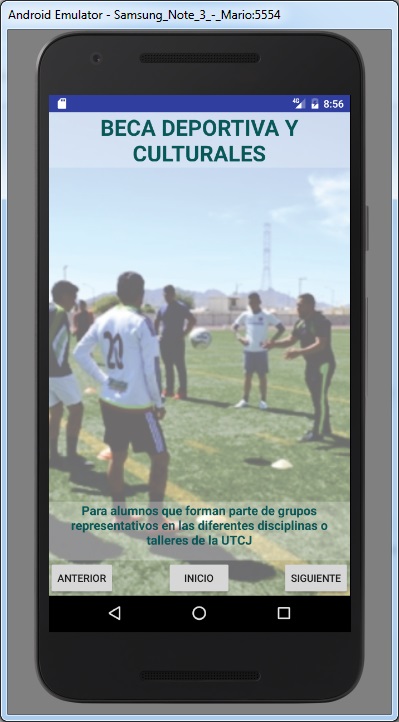 Android Emulator - Samsung_Note_3_-_Mario:5554
4G 8:56
BECA DEPORTIVA Y
CULTURALES
20
Para alumnos que forman parte de grupos
representativos en las diferentes disciplinas o
talleres de la UTCJ
ANTERIOR INICIO SIGUIENTE